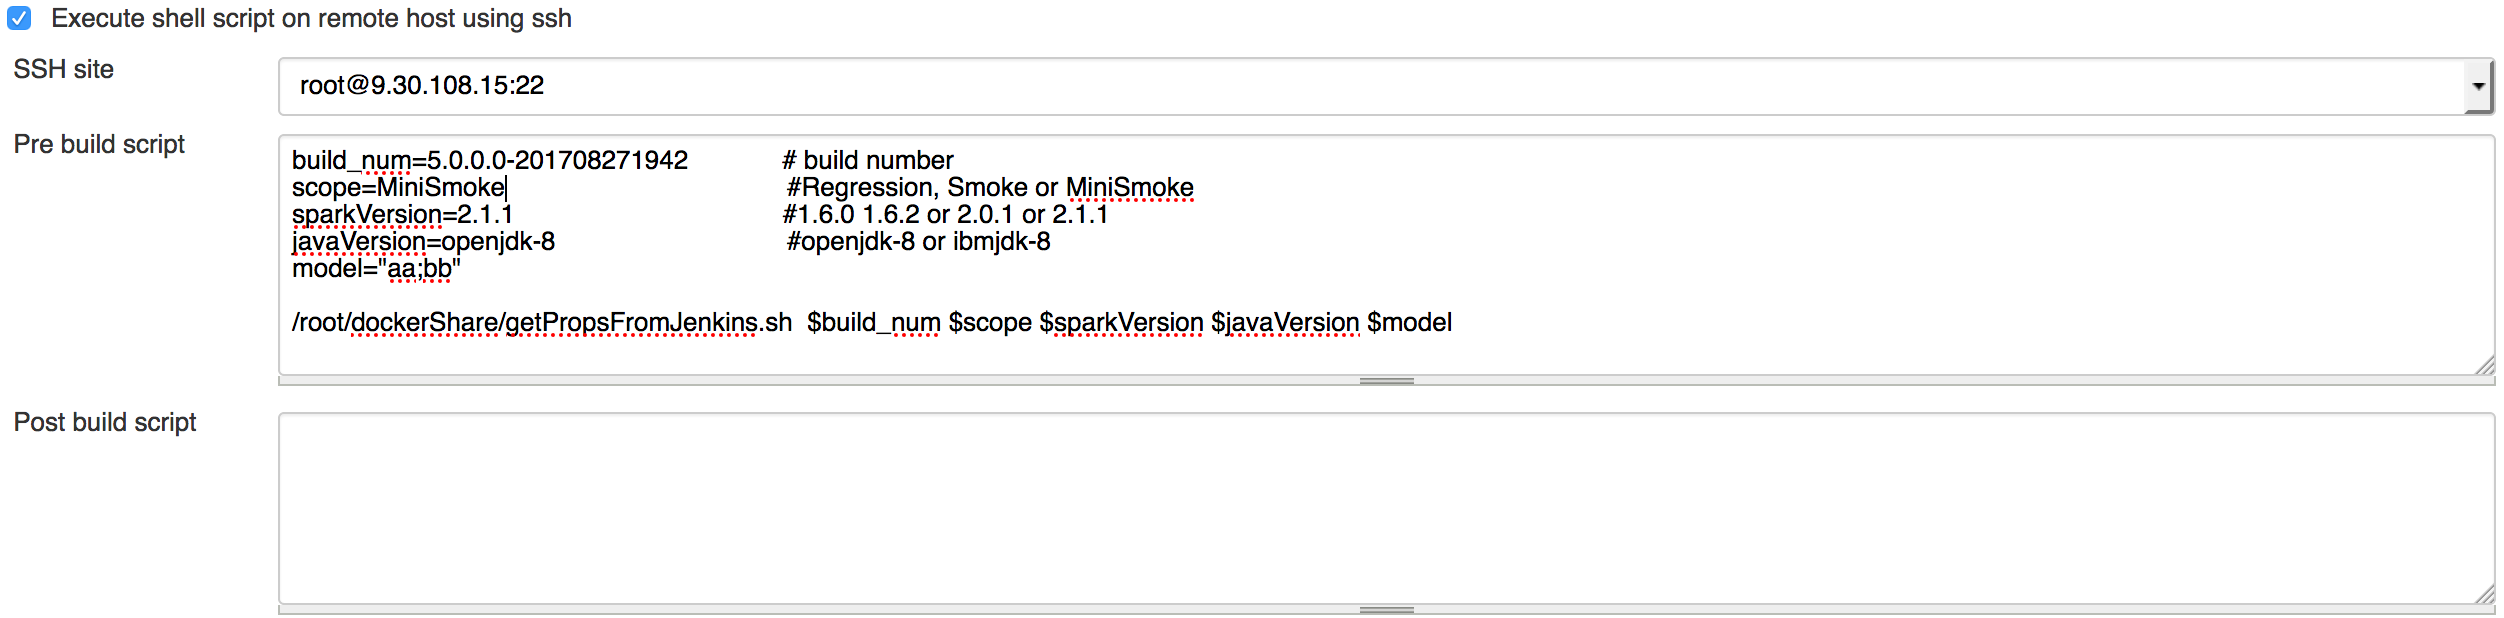 Execute shell script on remote host using ssh
SSH site
root@9.30.108.15:22
Pre build script
build_num=5.0.0.0-201708271942 # build number
scope=MiniSmoke #Regression, Smoke or MiniSmoke
sparkVersion=2.1.1 #1.6.0 1.6.2 or 2.0.1 or 2.1.1
javaVersion=openjdk-8 #openjdk-8 or ibmjdk-8
model="aa;bb"
/root/dockerShare/getPropsFromJenkins.sh $build_num $scope $sparkVersion $javaVersion $model
Post build script